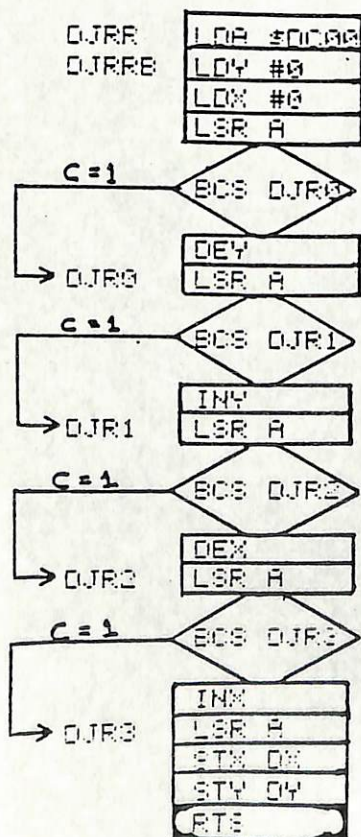 DJRR LDA $DC00
DJRRB LDY #0
LDX #0
LSR A
C=1 BCS DJR0
DEY
DJR0 LSR A
C=1 BCS DJR1
INY
DJR1 LSR A
C=1 BCS DJR2
DEX
DJR2 LSR A
C=1 BCS DJR3
INX
DJR3 LSR A
STX DX
STY DY
RTS